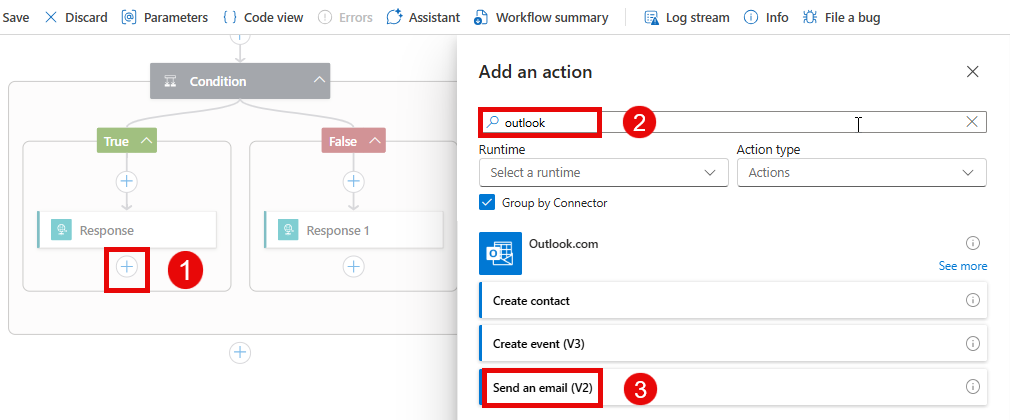 Save Discard Parameters Code view Errors Assistant Workflow summary Log stream Info File a bug
Condition
True False
Response Response 1
1
Add an action
outlook 2
Runtime Action type
Select a runtime Actions
Group by Connector
Outlook.com
See more
Create contact
Create event (V3)
Send an email (V2) 3